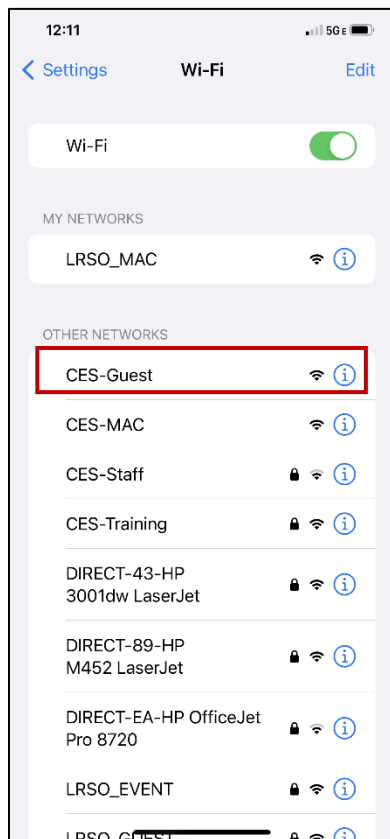 12:11 5G E
Settings Wi-Fi Edit
Wi-Fi
MY NETWORKS
LRSO_MAC
OTHER NETWORKS
CES-Guest
CES-MAC
CES-Staff
CES-Training
DIRECT-43-HP
3001dw LaserJet
DIRECT-89-HP
M452 LaserJet
DIRECT-EA-HP OfficeJet
Pro 8720
LRSO_EVENT
LRSO_GUEST